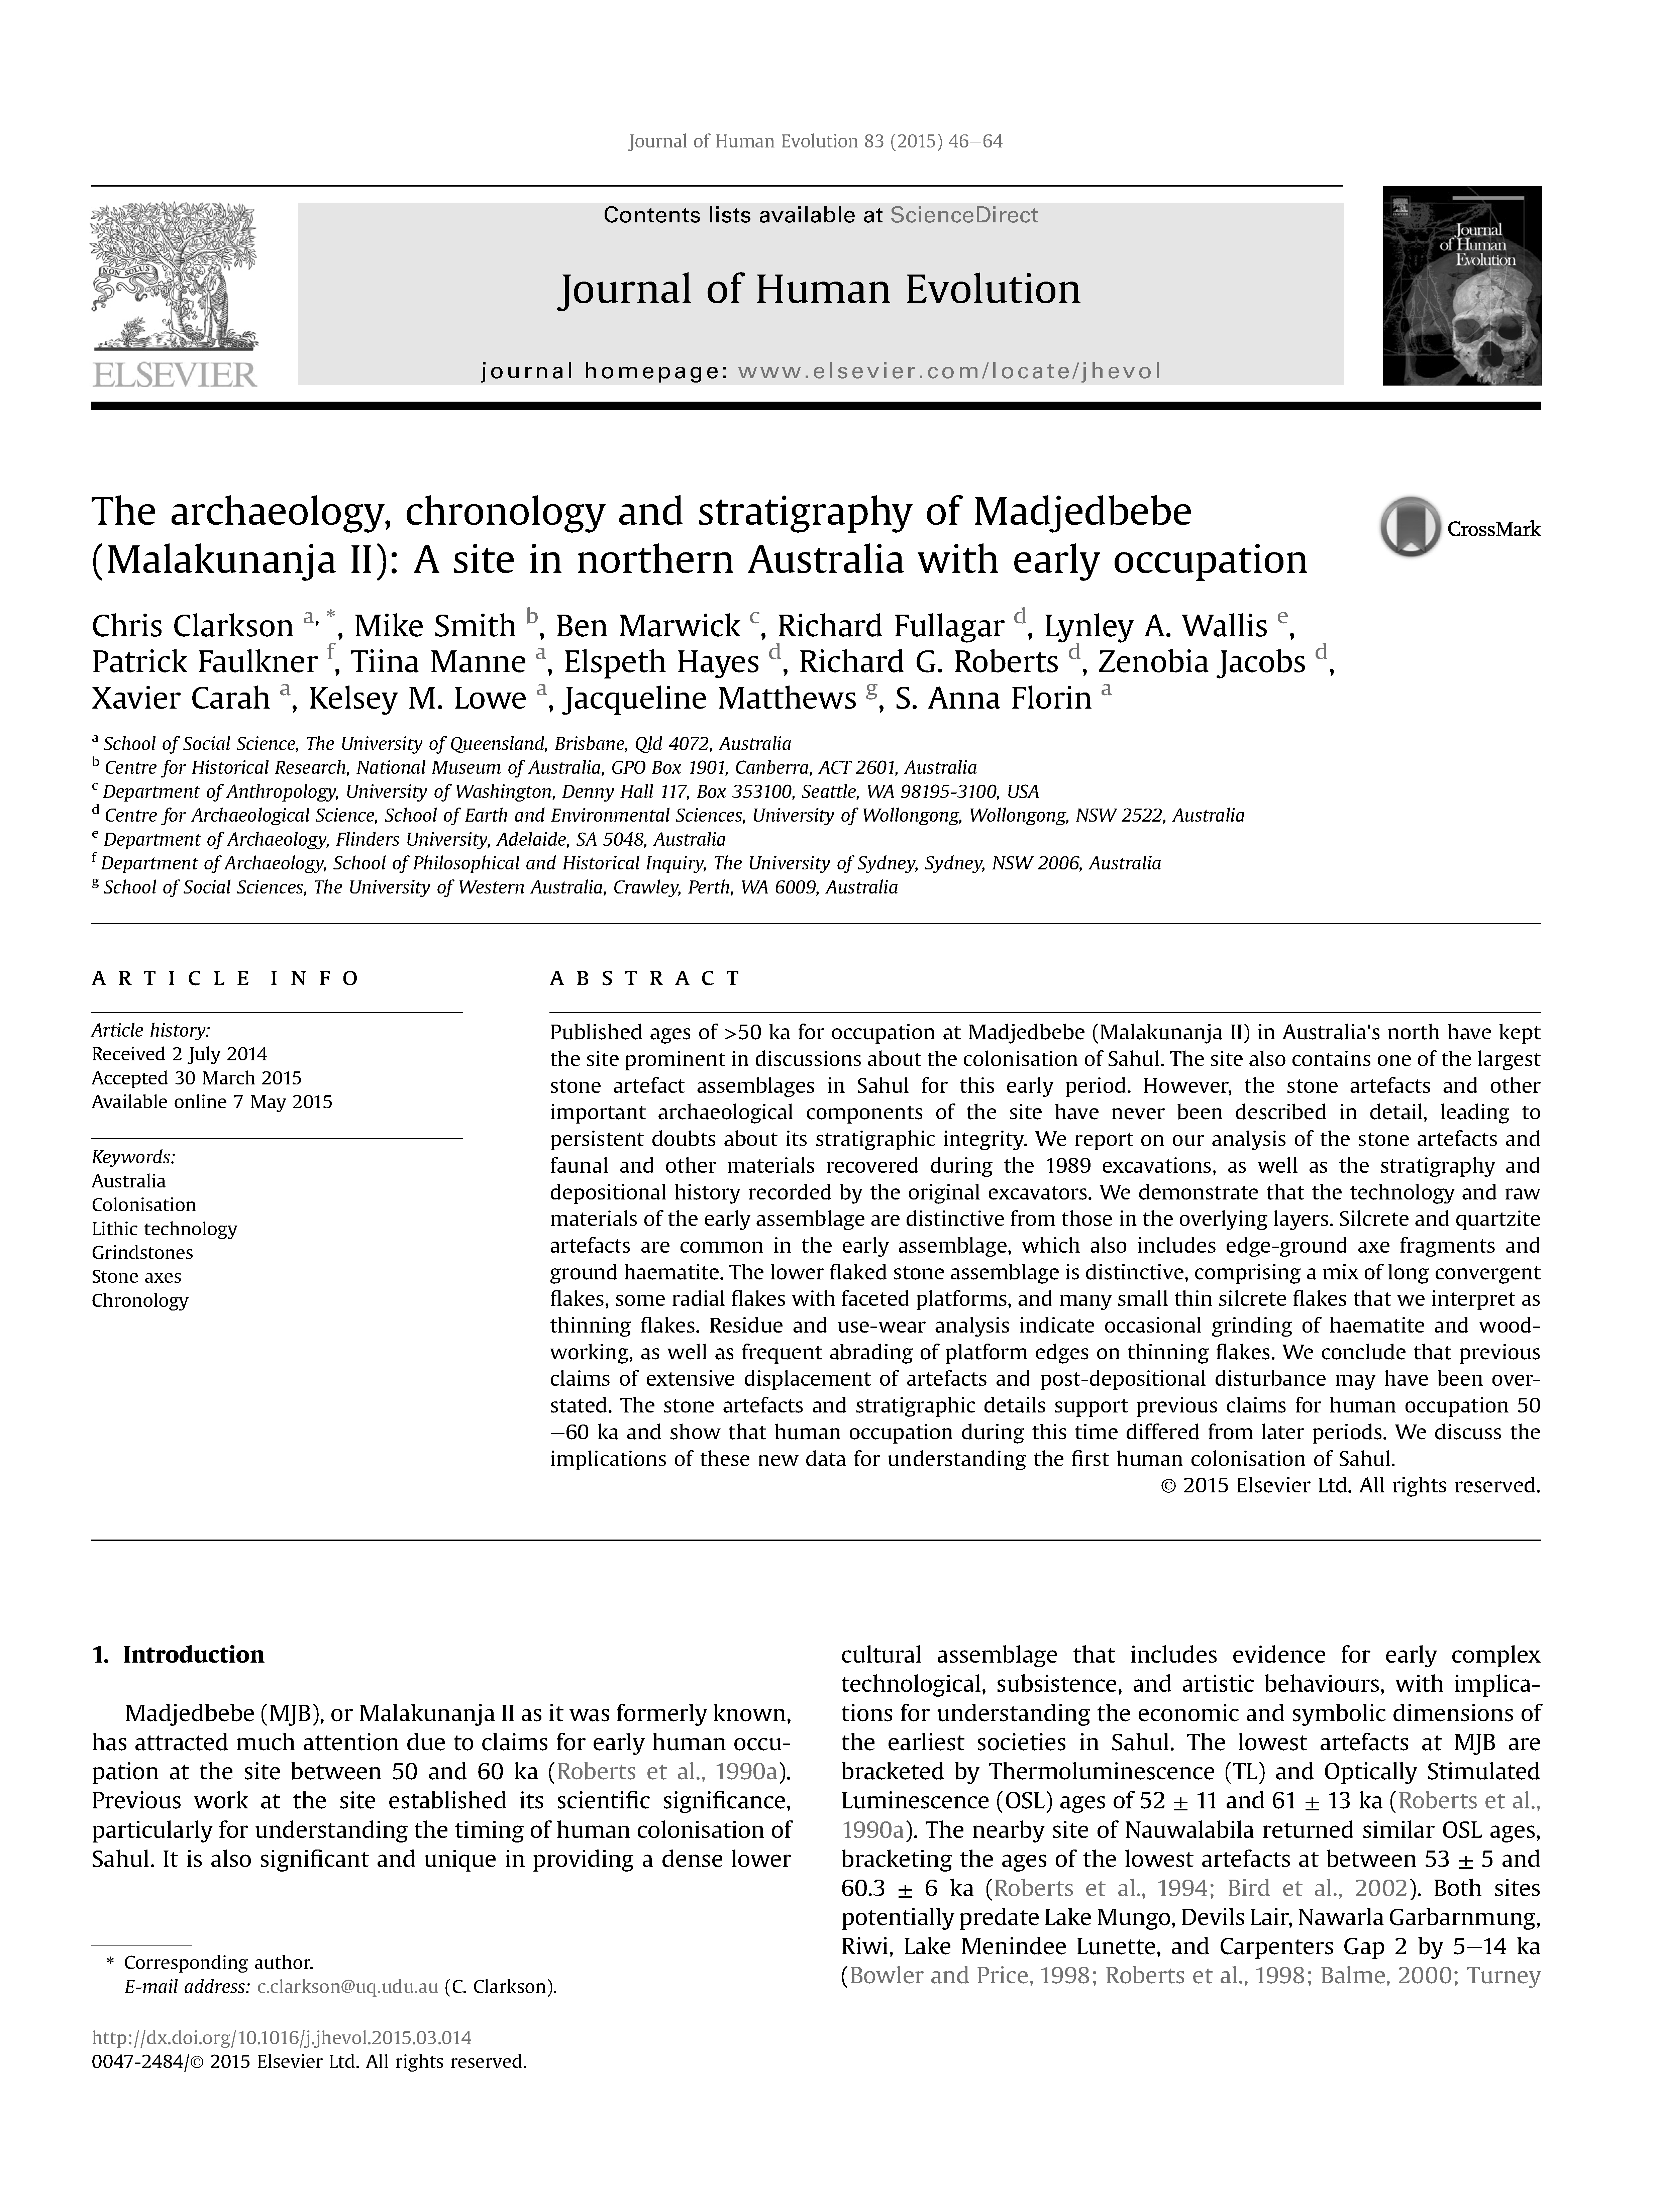 Journal of Human Evolution 83 (2015) 46–64
Contents lists available at ScienceDirect
Journal of Human Evolution
journal homepage: www.elsevier.com/locate/jhevol
NON SOLUS
ELSEVIER
Journal
of Human
Evolution
The archaeology, chronology and stratigraphy of Madjedbebe
(Malakunanja II): A site in northern Australia with early occupation
CrossMark
Chris Clarkson a, *, Mike Smith b, Ben Marwick c, Richard Fullagar d, Lynley A. Wallis e,
Patrick Faulkner f, Tiina Manne a, Elspeth Hayes d, Richard G. Roberts d, Zenobia Jacobs d,
Xavier Carah a, Kelsey M. Lowe a, Jacqueline Matthews g, S. Anna Florin a
a School of Social Science, The University of Queensland, Brisbane, Qld 4072, Australia
b Centre for Historical Research, National Museum of Australia, GPO Box 1901, Canberra, ACT 2601, Australia
c Department of Anthropology, University of Washington, Denny Hall 117, Box 353100, Seattle, WA 98195-3100, USA
d Centre for Archaeological Science, School of Earth and Environmental Sciences, University of Wollongong, Wollongong, NSW 2522, Australia
e Department of Archaeology, Flinders University, Adelaide, SA 5048, Australia
f Department of Archaeology, School of Philosophical and Historical Inquiry, The University of Sydney, Sydney, NSW 2006, Australia
g School of Social Sciences, The University of Western Australia, Crawley, Perth, WA 6009, Australia
ARTICLE INFO
Article history:
Received 2 July 2014
Accepted 30 March 2015
Available online 7 May 2015
Keywords:
Australia
Colonisation
Lithic technology
Grindstones
Stone axes
Chronology
ABSTRACT
Published ages of >50 ka for occupation at Madjedbebe (Malakunanja II) in Australia's north have kept
the site prominent in discussions about the colonisation of Sahul. The site also contains one of the largest
stone artefact assemblages in Sahul for this early period. However, the stone artefacts and other
important archaeological components of the site have never been described in detail, leading to
persistent doubts about its stratigraphic integrity. We report on our analysis of the stone artefacts and
faunal and other materials recovered during the 1989 excavations, as well as the stratigraphy and
depositional history recorded by the original excavators. We demonstrate that the technology and raw
materials of the early assemblage are distinctive from those in the overlying layers. Silcrete and quartzite
artefacts are common in the early assemblage, which also includes edge-ground axe fragments and
ground haematite. The lower flaked stone assemblage is distinctive, comprising a mix of long convergent
flakes, some radial flakes with faceted platforms, and many small thin silcrete flakes that we interpret as
thinning flakes. Residue and use-wear analysis indicate occasional grinding of haematite and wood-
working, as well as frequent abrading of platform edges on thinning flakes. We conclude that previous
claims of extensive displacement of artefacts and post-depositional disturbance may have been over-
stated. The stone artefacts and stratigraphic details support previous claims for human occupation 50
–60 ka and show that human occupation during this time differed from later periods. We discuss the
implications of these new data for understanding the first human colonisation of Sahul.
© 2015 Elsevier Ltd. All rights reserved.
1. Introduction
Madjedbebe (MJB), or Malakunanja II as it was formerly known,
has attracted much attention due to claims for early human occu-
pation at the site between 50 and 60 ka (Roberts et al., 1990a).
Previous work at the site established its scientific significance,
particularly for understanding the timing of human colonisation of
Sahul. It is also significant and unique in providing a dense lower
cultural assemblage that includes evidence for early complex
technological, subsistence, and artistic behaviours, with implica-
tions for understanding the economic and symbolic dimensions of
the earliest societies in Sahul. The lowest artefacts at MJB are
bracketed by Thermoluminescence (TL) and Optically Stimulated
Luminescence (OSL) ages of 52 ± 11 and 61 ± 13 ka (Roberts et al.,
1990a). The nearby site of Nauwalabila returned similar OSL ages,
bracketing the ages of the lowest artefacts at between 53 ± 5 and
60.3 ± 6 ka (Roberts et al., 1994; Bird et al., 2002). Both sites
potentially predate Lake Mungo, Devils Lair, Nawarla Garbarnmung,
Riwi, Lake Menindee Lunette, and Carpenters Gap 2 by 5–14 ka
(Bowler and Price, 1998; Roberts et al., 1998; Balme, 2000; Turney
* Corresponding author.
E-mail address: c.clarkson@uq.udu.au (C. Clarkson).
http://dx.doi.org/10.1016/j.jhevol.2015.03.014
0047-2484/© 2015 Elsevier Ltd. All rights reserved.